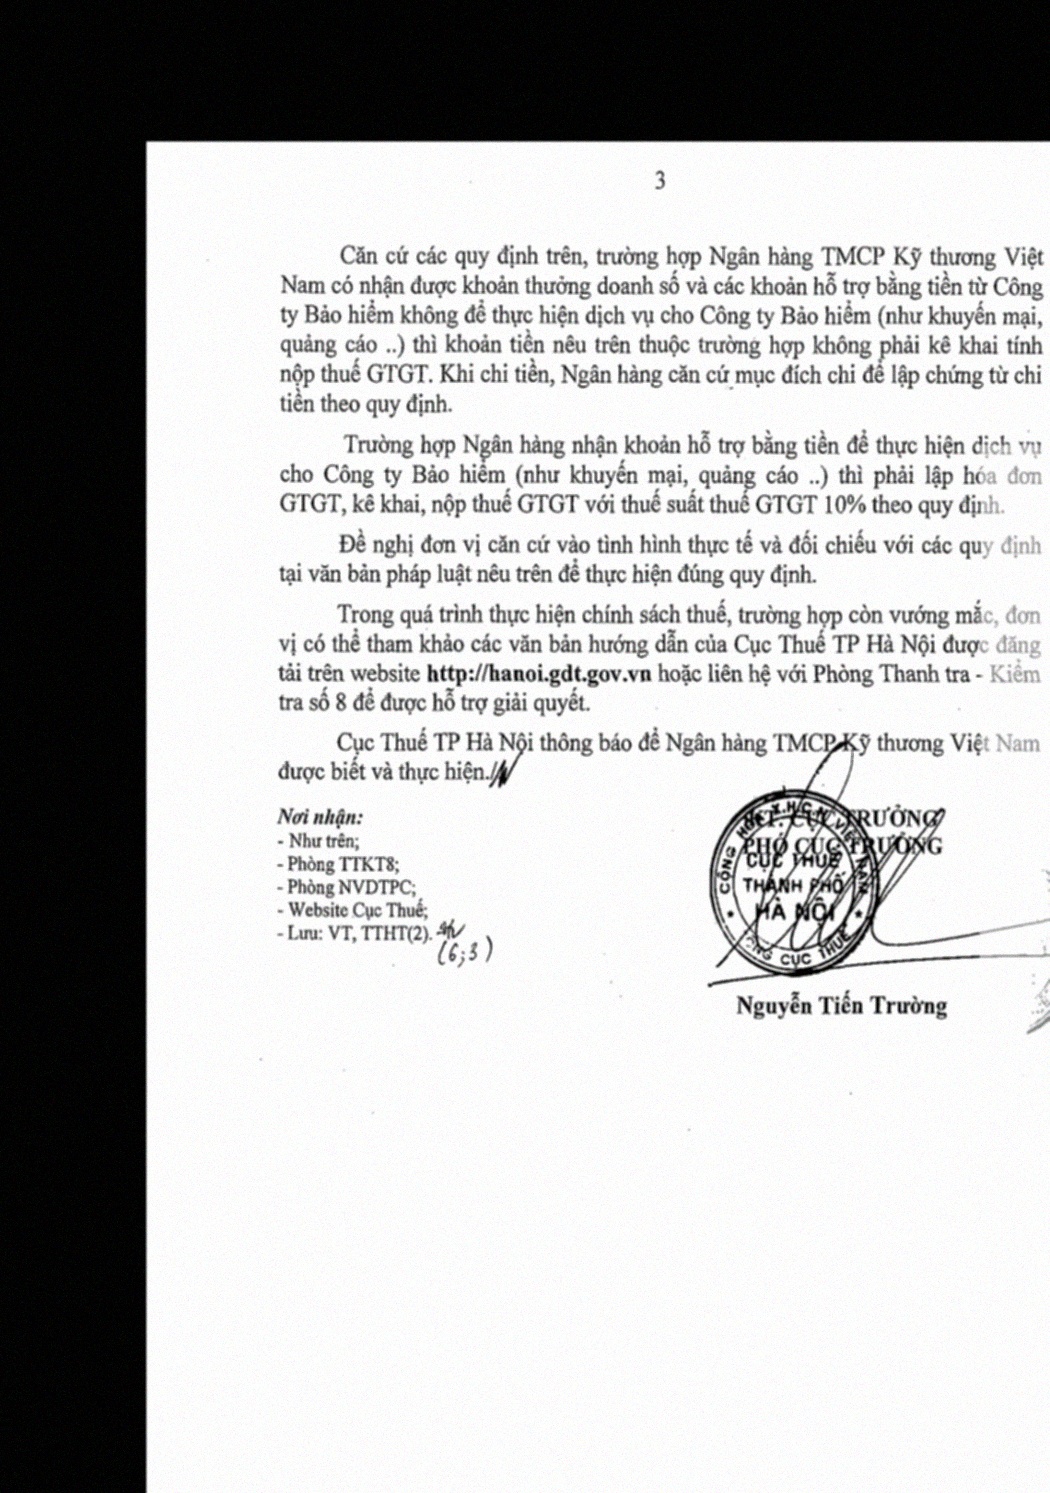 3
Căn cứ các quy định trên, trường hợp Ngân hàng TMCP Kỹ thương Việt
Nam có nhận được khoản thưởng doanh số và các khoản hỗ trợ bằng tiền từ Công
ty Bảo hiểm không để thực hiện dịch vụ cho Công ty Bảo hiểm (như khuyến mại,
quảng cáo ..) thì khoản tiền nêu trên thuộc trường hợp không phải kê khai tính
nộp thuế GTGT. Khi chi tiền, Ngân hàng căn cứ mục đích chi để lập chứng từ chi
tiền theo quy định.
Trường hợp Ngân hàng nhận khoản hỗ trợ bằng tiền để thực hiện dịch vụ
cho Công ty Bảo hiểm (như khuyến mại, quảng cáo ..) thì phải lập hóa đơn
GTGT, kê khai, nộp thuế GTGT với thuế suất thuế GTGT 10% theo quy định.
Đề nghị đơn vị căn cứ vào tình hình thực tế và đối chiếu với các quy định
tại văn bản pháp luật nêu trên để thực hiện đúng quy định.
Trong quá trình thực hiện chính sách thuế, trường hợp còn vướng mắc, đơn
vị có thể tham khảo các văn bản hướng dẫn của Cục Thuế TP Hà Nội được đăng
tải trên website http://hanoi.gdt.gov.vn hoặc liên hệ với Phòng Thanh tra - Kiểm
tra số 8 để được hỗ trợ giải quyết.
Cục Thuế TP Hà Nội thông báo để Ngân hàng TMCP Kỹ thương Việt Nam
được biết và thực hiện./.
Nơi nhận:
- Như trên;
- Phòng TTKT8;
- Phòng NVDTPC;
- Website Cục Thuế;
- Lưu: VT, TTHT(2).
(6;3)
KT. CỤC TRƯỞNG
PHÓ CỤC TRƯỞNG
CỤC THUẾ
THÀNH PHỐ
HÀ NỘI
CỤC THUẾ
Nguyễn Tiến Trường